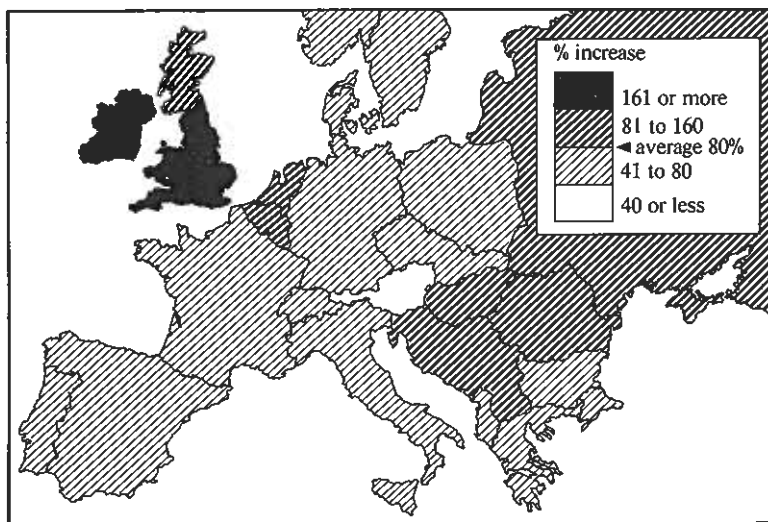 % increase
161 or more
81 to 160
average 80%
41 to 80
40 or less